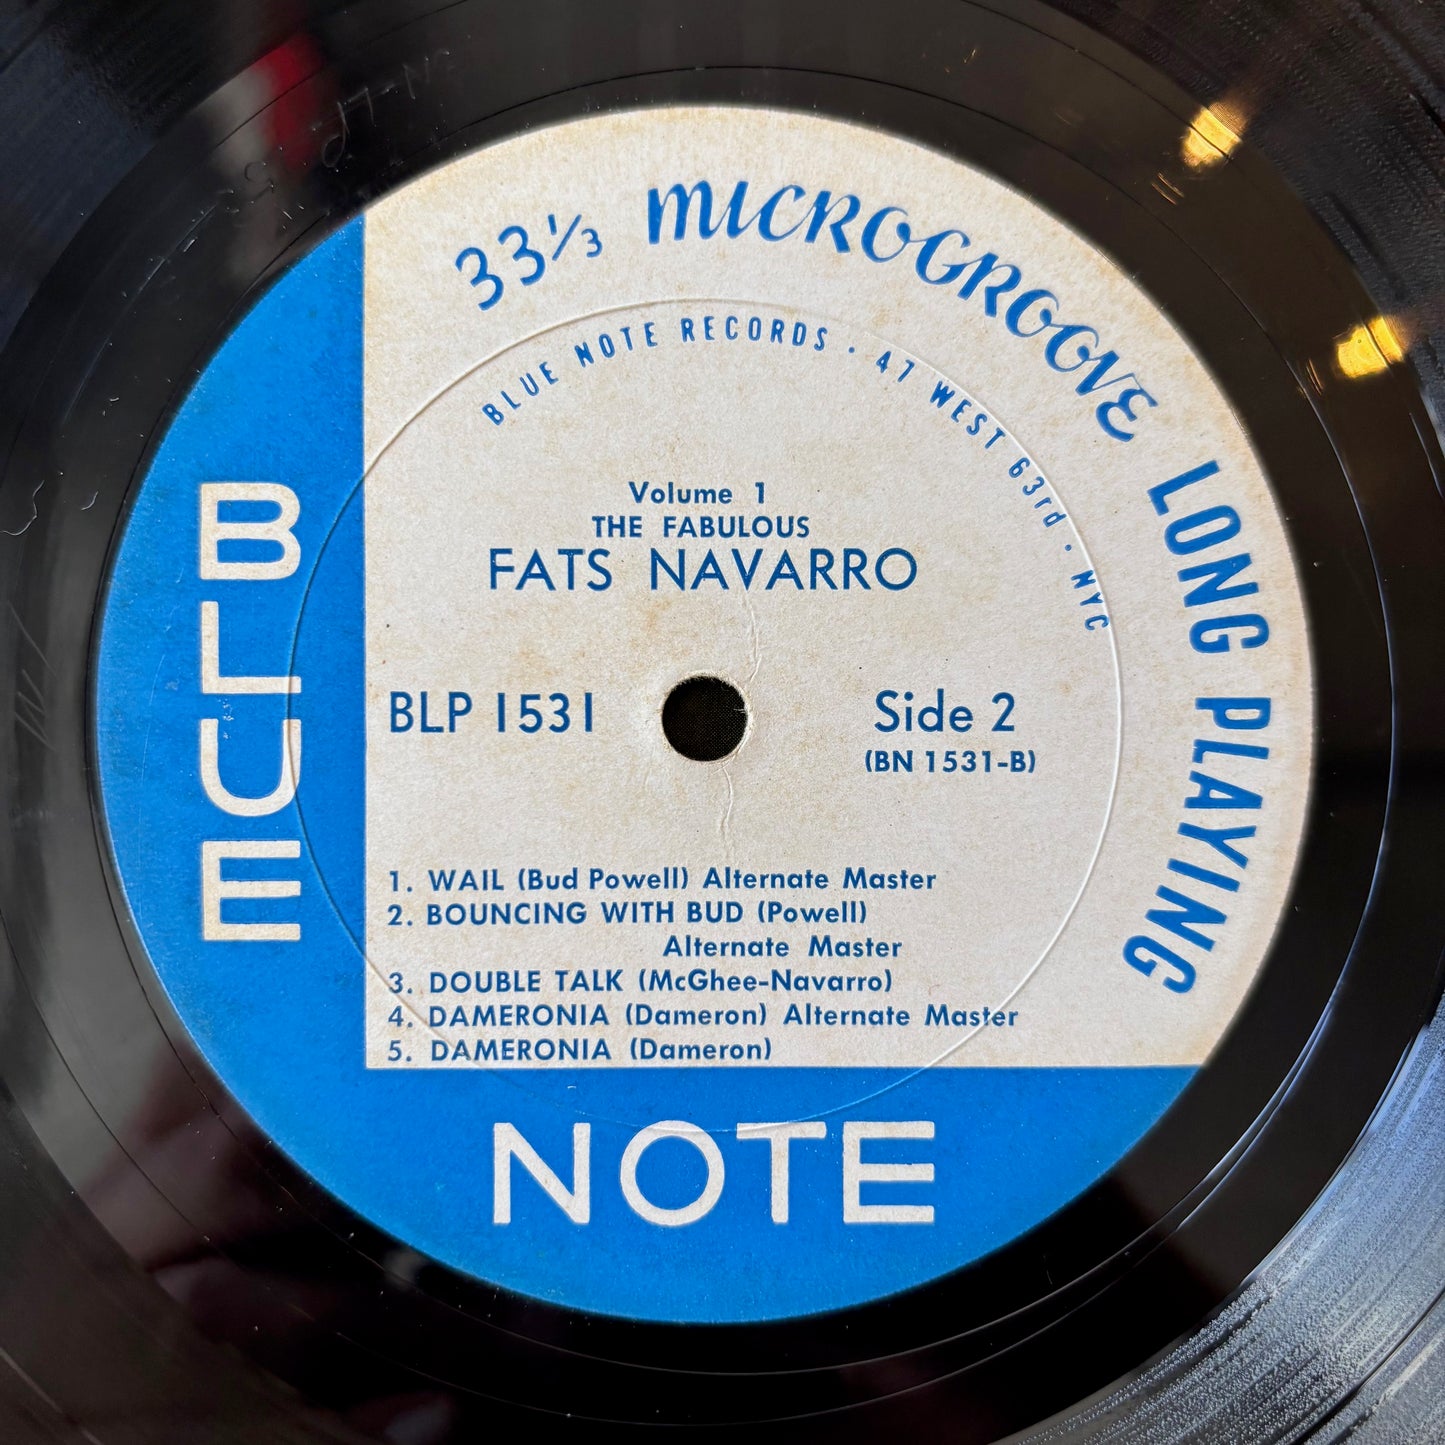 33⅓ MICROGROOVE LONG PLAYING
BLUE NOTE RECORDS · 47 WEST 63rd · NYC
Volume 1
THE FABULOUS
FATS NAVARRO
BLP 1531
Side 2
(BN 1531-B)
1. WAIL (Bud Powell) Alternate Master
2. BOUNCING WITH BUD (Powell)
Alternate Master
3. DOUBLE TALK (McGhee-Navarro)
4. DAMERONIA (Dameron) Alternate Master
5. DAMERONIA (Dameron)
BLUE
NOTE